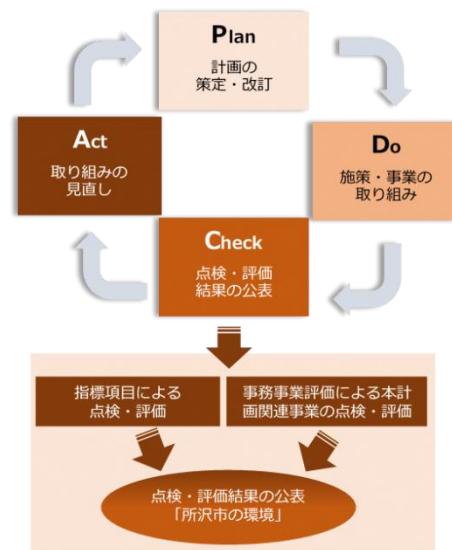 Plan
計画の
策定・改訂
Act
取り組みの
見直し
Do
施策・事業の
取り組み
Check
点検・評価
結果の公表
指標項目による
点検・評価
事務事業評価による本計
画関連事業の点検・評価
点検・評価結果の公表
「所沢市の環境」